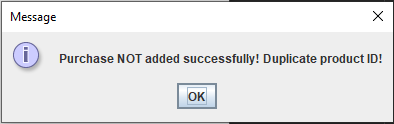 Message
Purchase NOT added successfully! Duplicate product ID!
OK